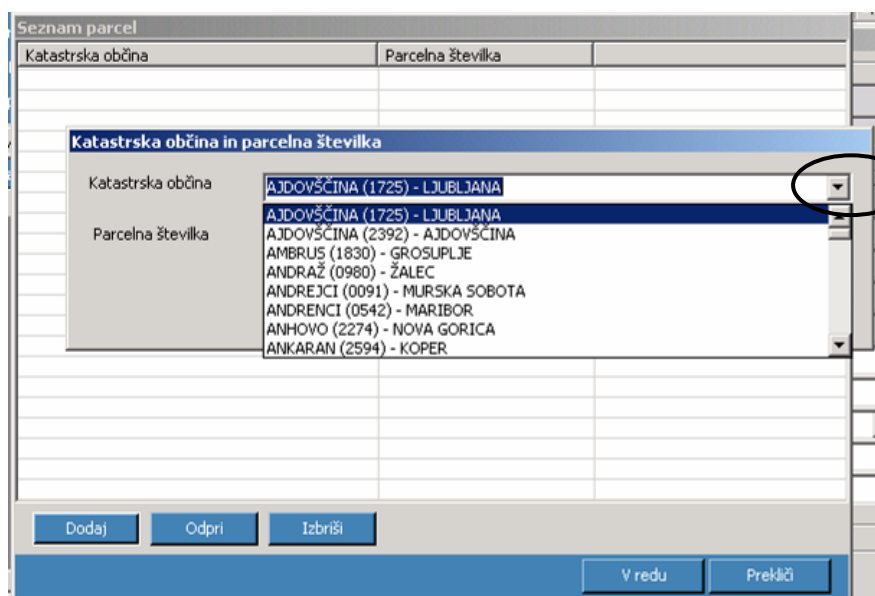 Seznam parcel
Katastrska občina Parcelna številka
Katastrska občina in parcelna številka
Katastrska občina AJDOVŠČINA (1725) - LJUBLJANA
AJDOVŠČINA (1725) - LJUBLJANA
Parcelna številka AJDOVŠČINA (2392) - AJDOVŠČINA
AMBRUS (1830) - GROSUPLJE
ANDRAŽ (0980) - ŽALEC
ANDREJCI (0091) - MURSKA SOBOTA
ANDRENCI (0542) - MARIBOR
ANHOVO (2274) - NOVA GORICA
ANKARAN (2594) - KOPER
Dodaj Odpri Izbriši
V redu Prekliči